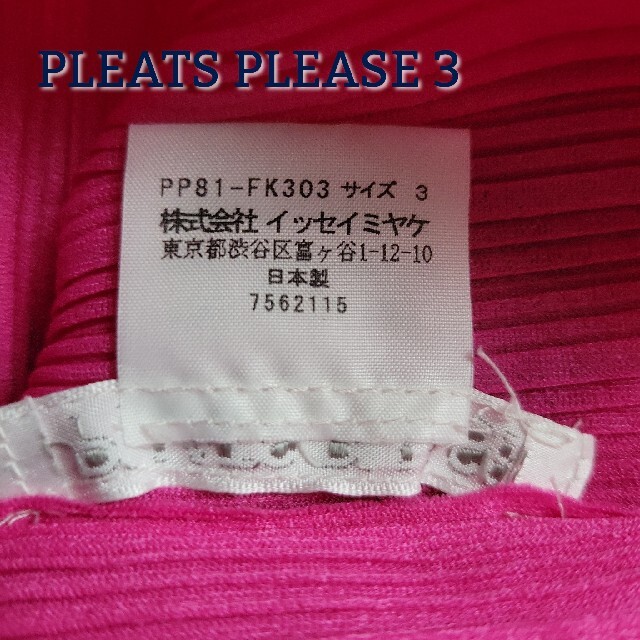 PLEATS PLEASE 3
PP81-FK303 サイズ 3
株式会社 イッセイミヤケ
東京都渋谷区富ヶ谷1-12-10
日本製
7562115